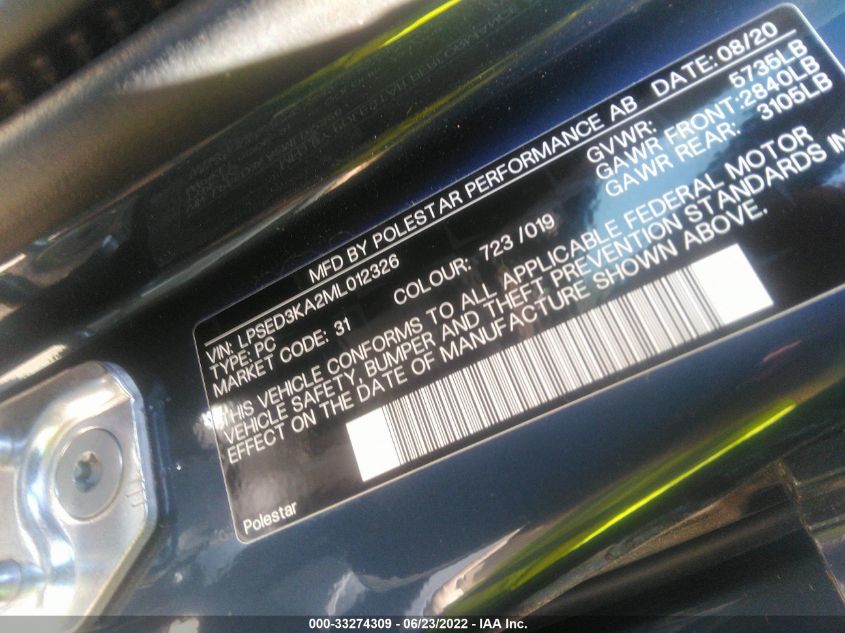 MFD BY POLESTAR PERFORMANCE AB DATE: 08/20
VIN: LPSED3KA2ML012326
TYPE: PC
MARKET CODE: 31
COLOUR: 723 /019
GVWR: 5735LB
GAWR FRONT:2840LB
GAWR REAR: 3105LB
THIS VEHICLE CONFORMS TO ALL APPLICABLE FEDERAL MOTOR
VEHICLE SAFETY, BUMPER AND THEFT PREVENTION STANDARDS IN
EFFECT ON THE DATE OF MANUFACTURE SHOWN ABOVE.
Polestar
000-33274309 - 06/23/2022 - IAA Inc.